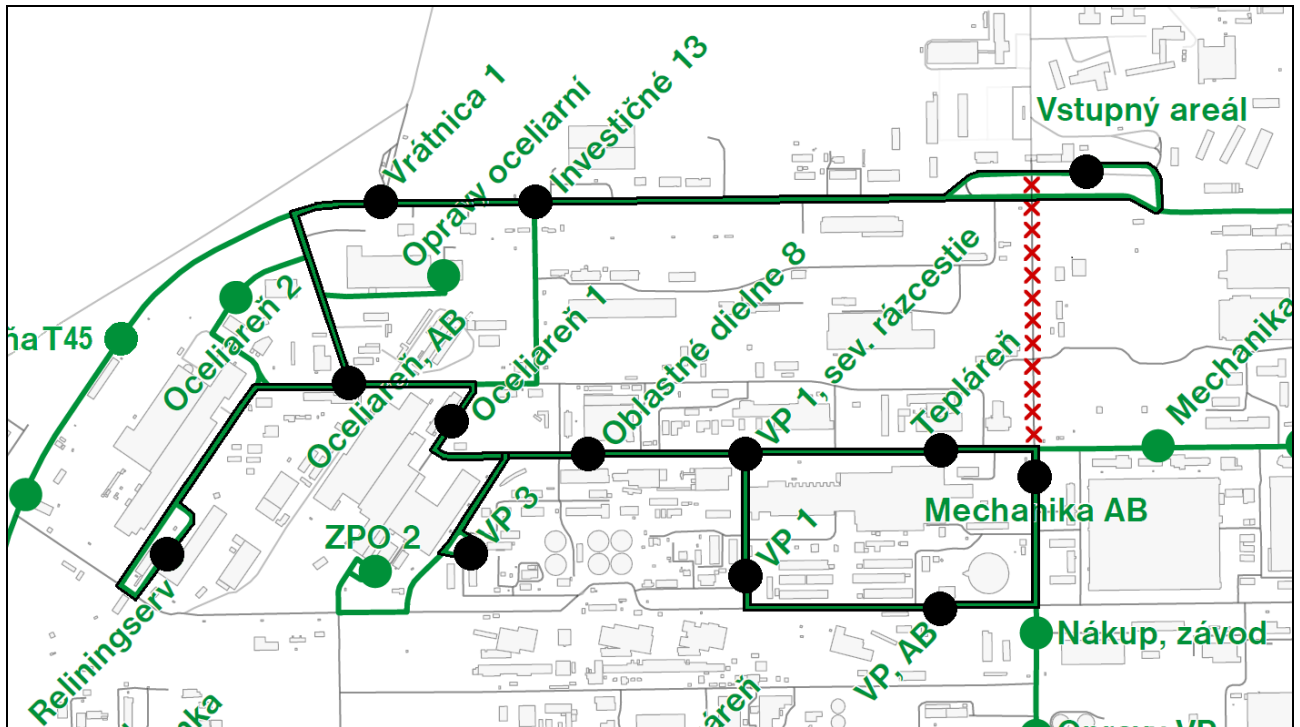 Vstupný areál
Vrátnica 1
Opravy oceliarní
Investičné 13
Oceliareň 2
ňa T45
Oceliareň, AB
Oceliareň 1
Oblastné dielne 8
VP 1, sev. rázcestie
Tepláreň
Mechanika
Mechanika AB
VP 3
VP 1
ZPO 2
Reliningserv
VP, AB
Nákup, závod
nka
áreň